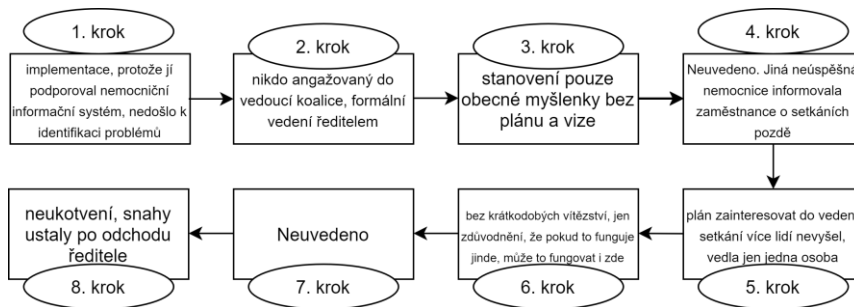 1. krok
implementace, protože jí
podporoval nemocniční
informační systém, nedošlo k
identifikaci problémů
2. krok
nikdo angažovaný do
vedoucí koalice, formální
vedení ředitelem
3. krok
stanovení pouze
obecné myšlenky bez
plánu a vize
4. krok
Neuvedeno. Jiná neúspěšná
nemocnice informovala
zaměstnance o setkáních
pozdě
plán zainteresovat do vedení
setkání více lidí nevyšel,
vedla jen jedna osoba
5. krok
bez krátkodobých vítězství, jen
zdůvodnění, že pokud to funguje
jinde, může to fungovat i zde
6. krok
Neuvedeno
7. krok
neukotvení, snahy
ustaly po odchodu
ředitele
8. krok